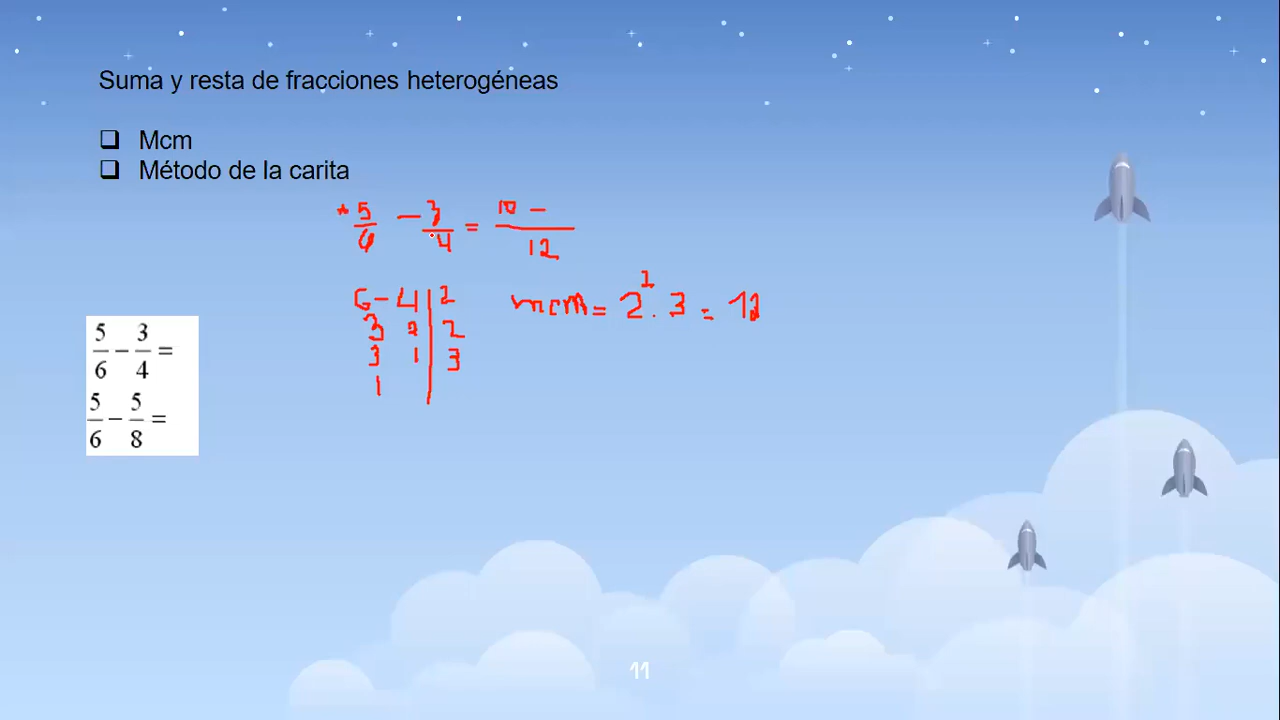 Suma y resta de fracciones heterogéneas
Mcm
Método de la carita
* 5/6 - 3/4 = 10 - / 12
6 - 4 | 2
3 2 | 2
3 1 | 3
1
mcm = 2² . 3 = 12
5/6 - 3/4 =
5/6 - 5/8 =
11